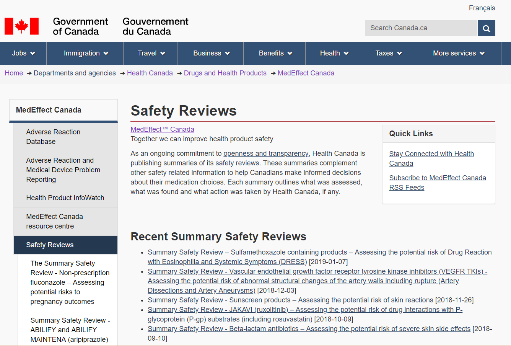 Français
Government of Canada
Gouvernement du Canada
Search Canada.ca
Jobs Immigration Travel Business Benefits Health Taxes More services
Home → Departments and agencies → Health Canada → Drugs and Health Products → MedEffect Canada
MedEffect Canada
Adverse Reaction
Database
Adverse Reaction and
Medical Device Problem
Reporting
Health Product InfoWatch
MedEffect Canada
resource centre
Safety Reviews
The Summary Safety
Review - Non-prescription
fluconazole – Assessing
potential risks to
pregnancy outcomes
Summary Safety Review -
ABILIFY and ABILIFY
MAINTENA (aripiprazole)
Safety Reviews
MedEffect™ Canada
Together we can improve health product safety
As an ongoing commitment to openness and transparency, Health Canada is
publishing summaries of its safety reviews. These summaries complement
other safety related information to help Canadians make informed decisions
about their medication choices. Each summary outlines what was assessed,
what was found and what action was taken by Health Canada, if any.
Quick Links
Stay Connected with Health
Canada
Subscribe to MedEffect Canada
RSS Feeds
Recent Summary Safety Reviews
Summary Safety Review – Sulfamethoxazole containing products – Assessing the potential risk of Drug Reaction
with Eosinophilia and Systemic Symptoms (DRESS) [2019-01-07]
Summary Safety Review - Vascular endothelial growth factor receptor tyrosine kinase inhibitors (VEGFR TKIs) -
Assessing the potential risk of abnormal structural changes of the artery walls including rupture (Artery
Dissections and Artery Aneurysms) [2018-12-03]
Summary Safety Review - Sunscreen products – Assessing the potential risk of skin reactions [2018-11-26]
Summary Safety Review - JAKAVI (ruxolitinib) – Assessing the potential risk of drug interactions with P-
glycoprotein (P-gp) substrates (including rosuvastatin) [2018-10-09]
Summary Safety Review - Beta-lactam antibiotics – Assessing the potential risk of severe skin side effects [2018-
09-10]